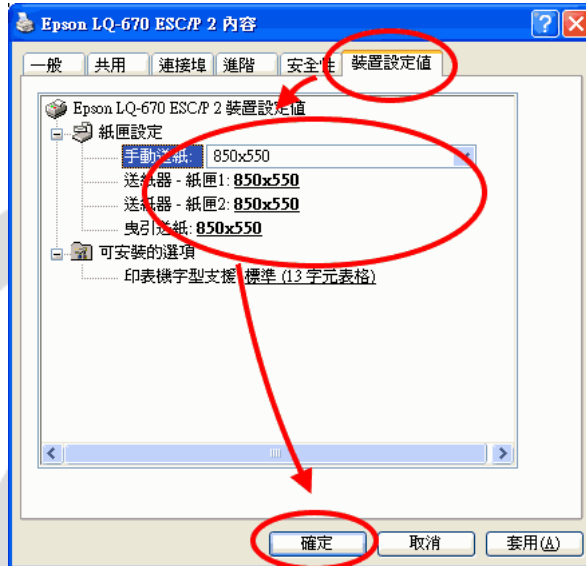 Epson LQ-670 ESC/P 2 內容
一般 共用 連接埠 進階 安全性 裝置設定值
Epson LQ-670 ESC/P 2 裝置設定值
紙匣設定
手動送紙: 850x550
送紙器 - 紙匣1: 850x550
送紙器 - 紙匣2: 850x550
曳引送紙: 850x550
可安裝的選項
印表機字型支援: 標準 (13 字元表格)
確定 取消 套用(A)